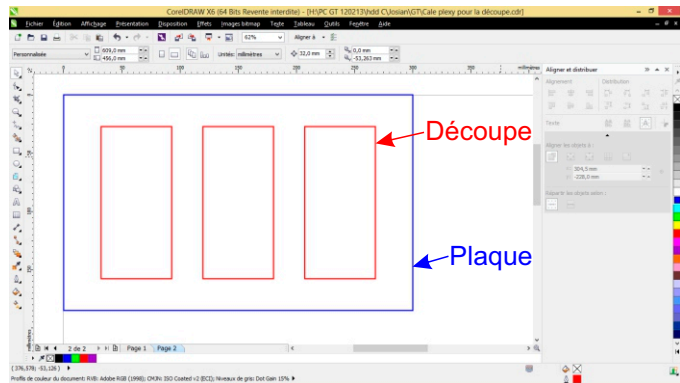 CorelDRAW X6 (64 Bits Revente interdite) - [H:\PC GT 120213\hdd C\Josian\GT\Cale plexy pour la découpe.cdr]
Fichier Édition Affichage Présentation Disposition Effets Images bitmap Texte Tableau Outils Fenêtre Aide
62% Aligner à
Personnalisée 609,0 mm 456,0 mm Unités: millimètres 32,0 mm 0,0 mm -53,263 mm
millimètres
Aligner et distribuer
Alignement Distribution
Texte
Aligner les objets à :
304,5 mm
-228,0 mm
Répartir les objets selon :
Découpe
Plaque
2 de 2 Page 1 Page 2
(376,578; -53,126)
Profils de couleur du document: RVB: Adobe RGB (1998); CMJN: ISO Coated v2 (ECI); Niveaux de gris: Dot Gain 15%